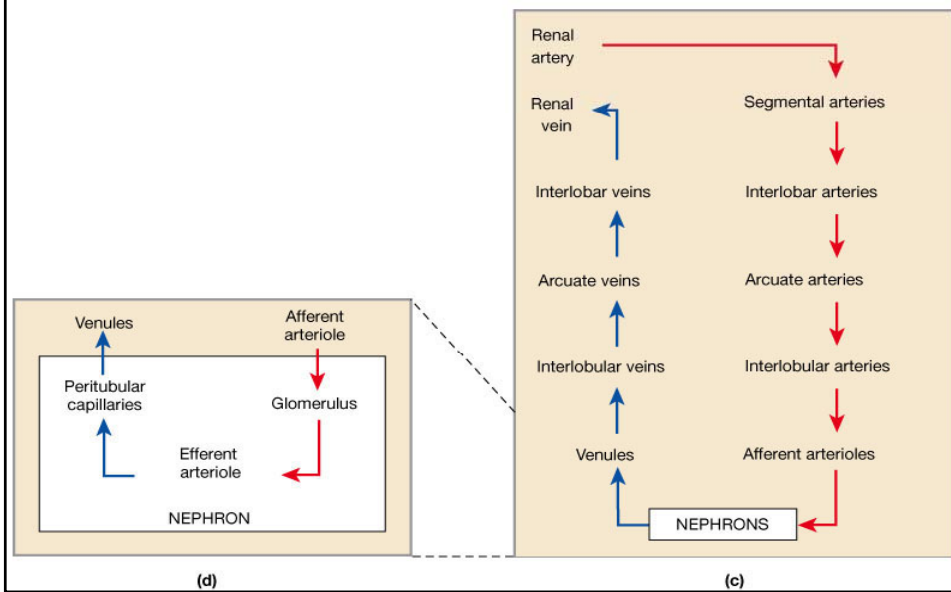 Renal
artery
Segmental arteries
Renal
vein
Interlobar veins
Interlobar arteries
Arcuate veins
Arcuate arteries
Interlobular veins
Interlobular arteries
Venules
Afferent arterioles
NEPHRONS
(c)
Venules
Afferent
arteriole
Peritubular
capillaries
Glomerulus
Efferent
arteriole
NEPHRON
(d)